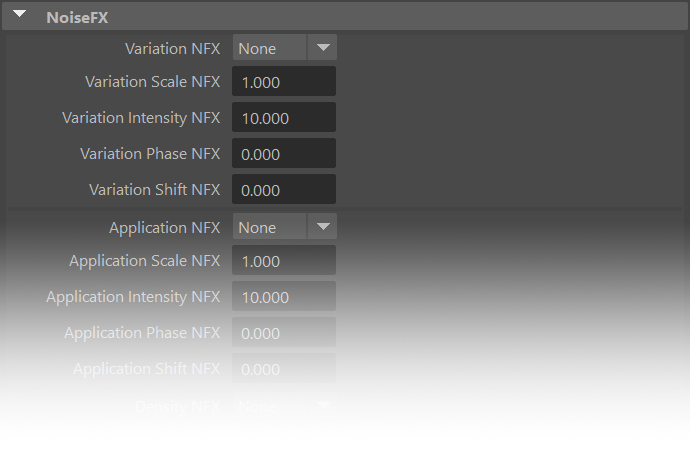 NoiseFX
Variation NFX None
Variation Scale NFX 1.000
Variation Intensity NFX 10.000
Variation Phase NFX 0.000
Variation Shift NFX 0.000
Application NFX None
Application Scale NFX 1.000
Application Intensity NFX 10.000
Application Phase NFX 0.000
Application Shift NFX 0.000
Density NFX None